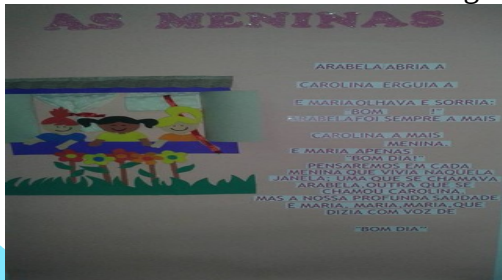 AS MENINAS
ARABELA ABRIA A
CAROLINA ERGUIA A
E MARIA OLHAVA E SORRIA:
"BOM !"
ARABELA FOI SEMPRE A MAIS
CAROLINA A MAIS
MENINA.
E MARIA APENAS
"BOM DIA!"
PENSAREMOS EM CADA
MENINA QUE VIVIA NAQUELA
JANELA; UMA QUE SE CHAMAVA
ARABELA, OUTRA QUE SE
CHAMOU CAROLINA.
MAS A NOSSA PROFUNDA SAUDADE
É MARIA, MARIA, MARIA, QUE
DIZIA COM VOZ DE
"BOM DIA"